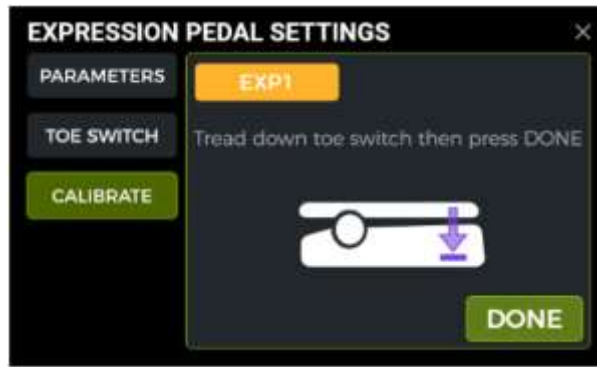 EXPRESSION PEDAL SETTINGS ×
PARAMETERS
EXP1
TOE SWITCH
Tread down toe switch then press DONE
CALIBRATE
DONE